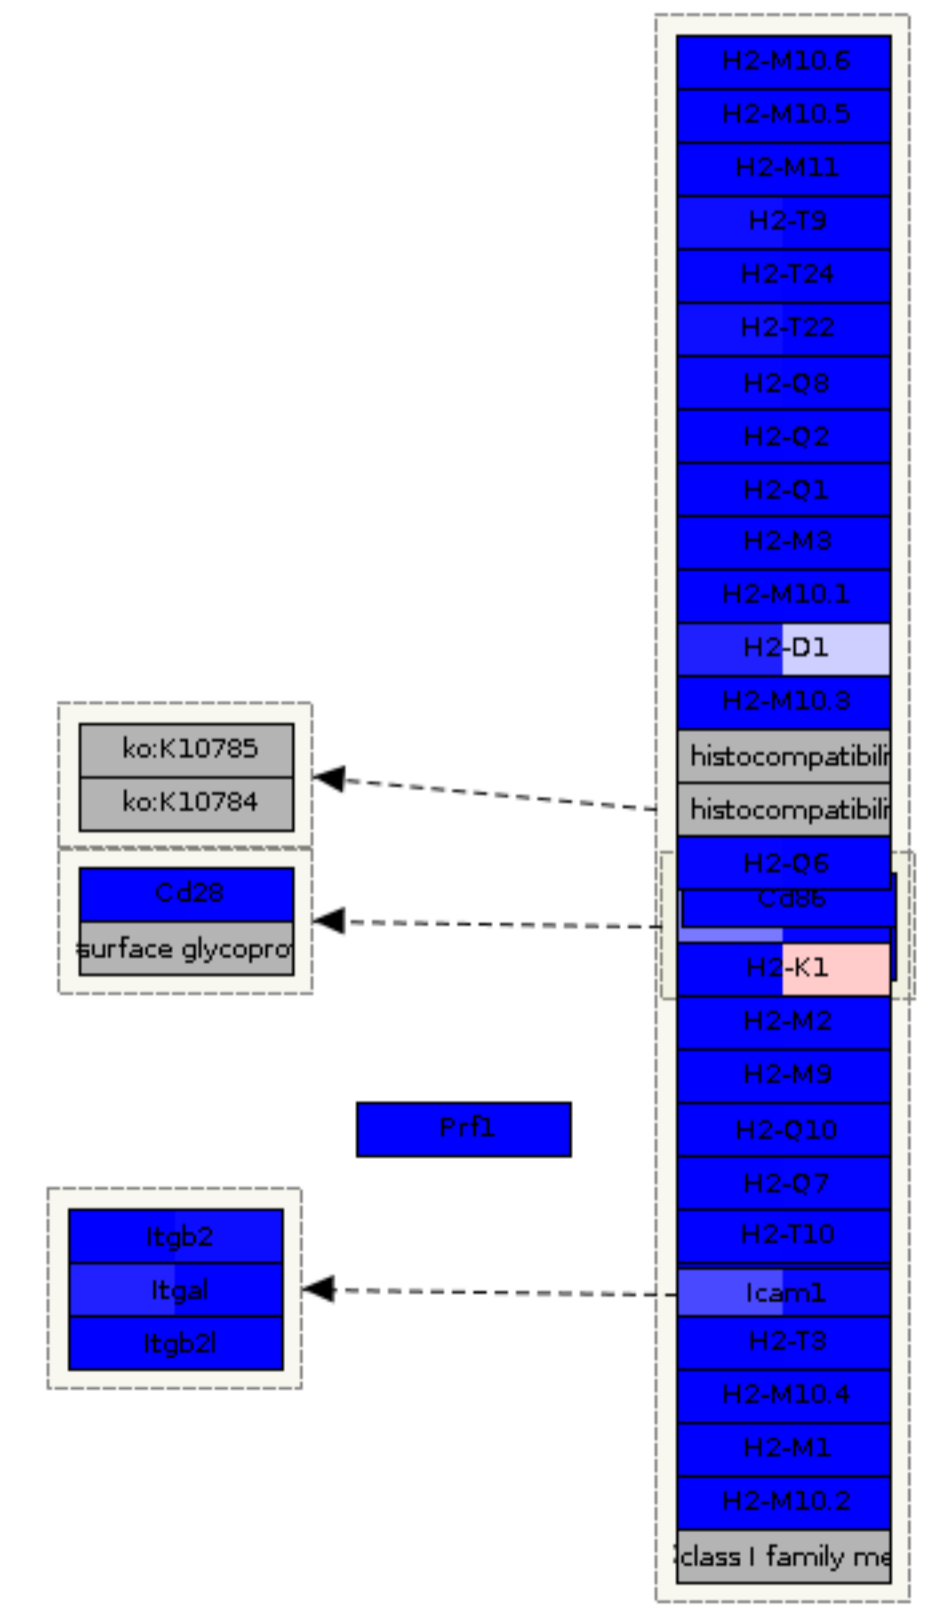 H2-M10.6
H2-M10.5
H2-M11
H2-T9
H2-T24
H2-T22
H2-Q8
H2-Q2
H2-Q1
H2-M3
H2-M10.1
H2-D1
H2-M10.3
histocompatibilit
histocompatibilit
H2-Q6
Cd86
H2-K1
H2-M2
H2-M9
H2-Q10
H2-Q7
H2-T10
Icam1
H2-T3
H2-M10.4
H2-M1
H2-M10.2
class I family me
ko:K10785
ko:K10784
Cd28
surface glycopro
Prf1
Itgb2
Itgal
Itgb2l